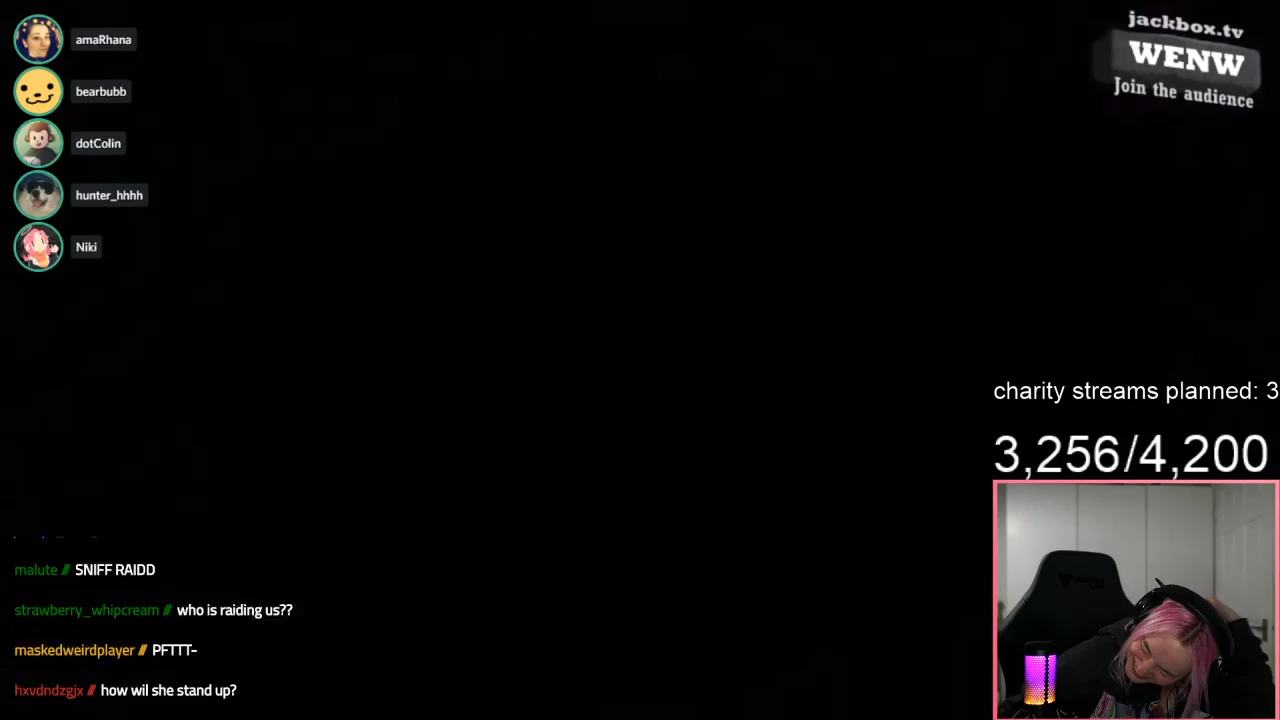 amaRhana
bearbubb
dotColin
hunter_hhhh
Niki
jackbox.tv
WENW
Join the audience
charity streams planned: 3
3,256/4,200
malute // SNIFF RAIDD
strawberry_whipcream // who is raiding us??
maskedweirdplayer // PFTTT-
hxvdndzgjx // how wil she stand up?